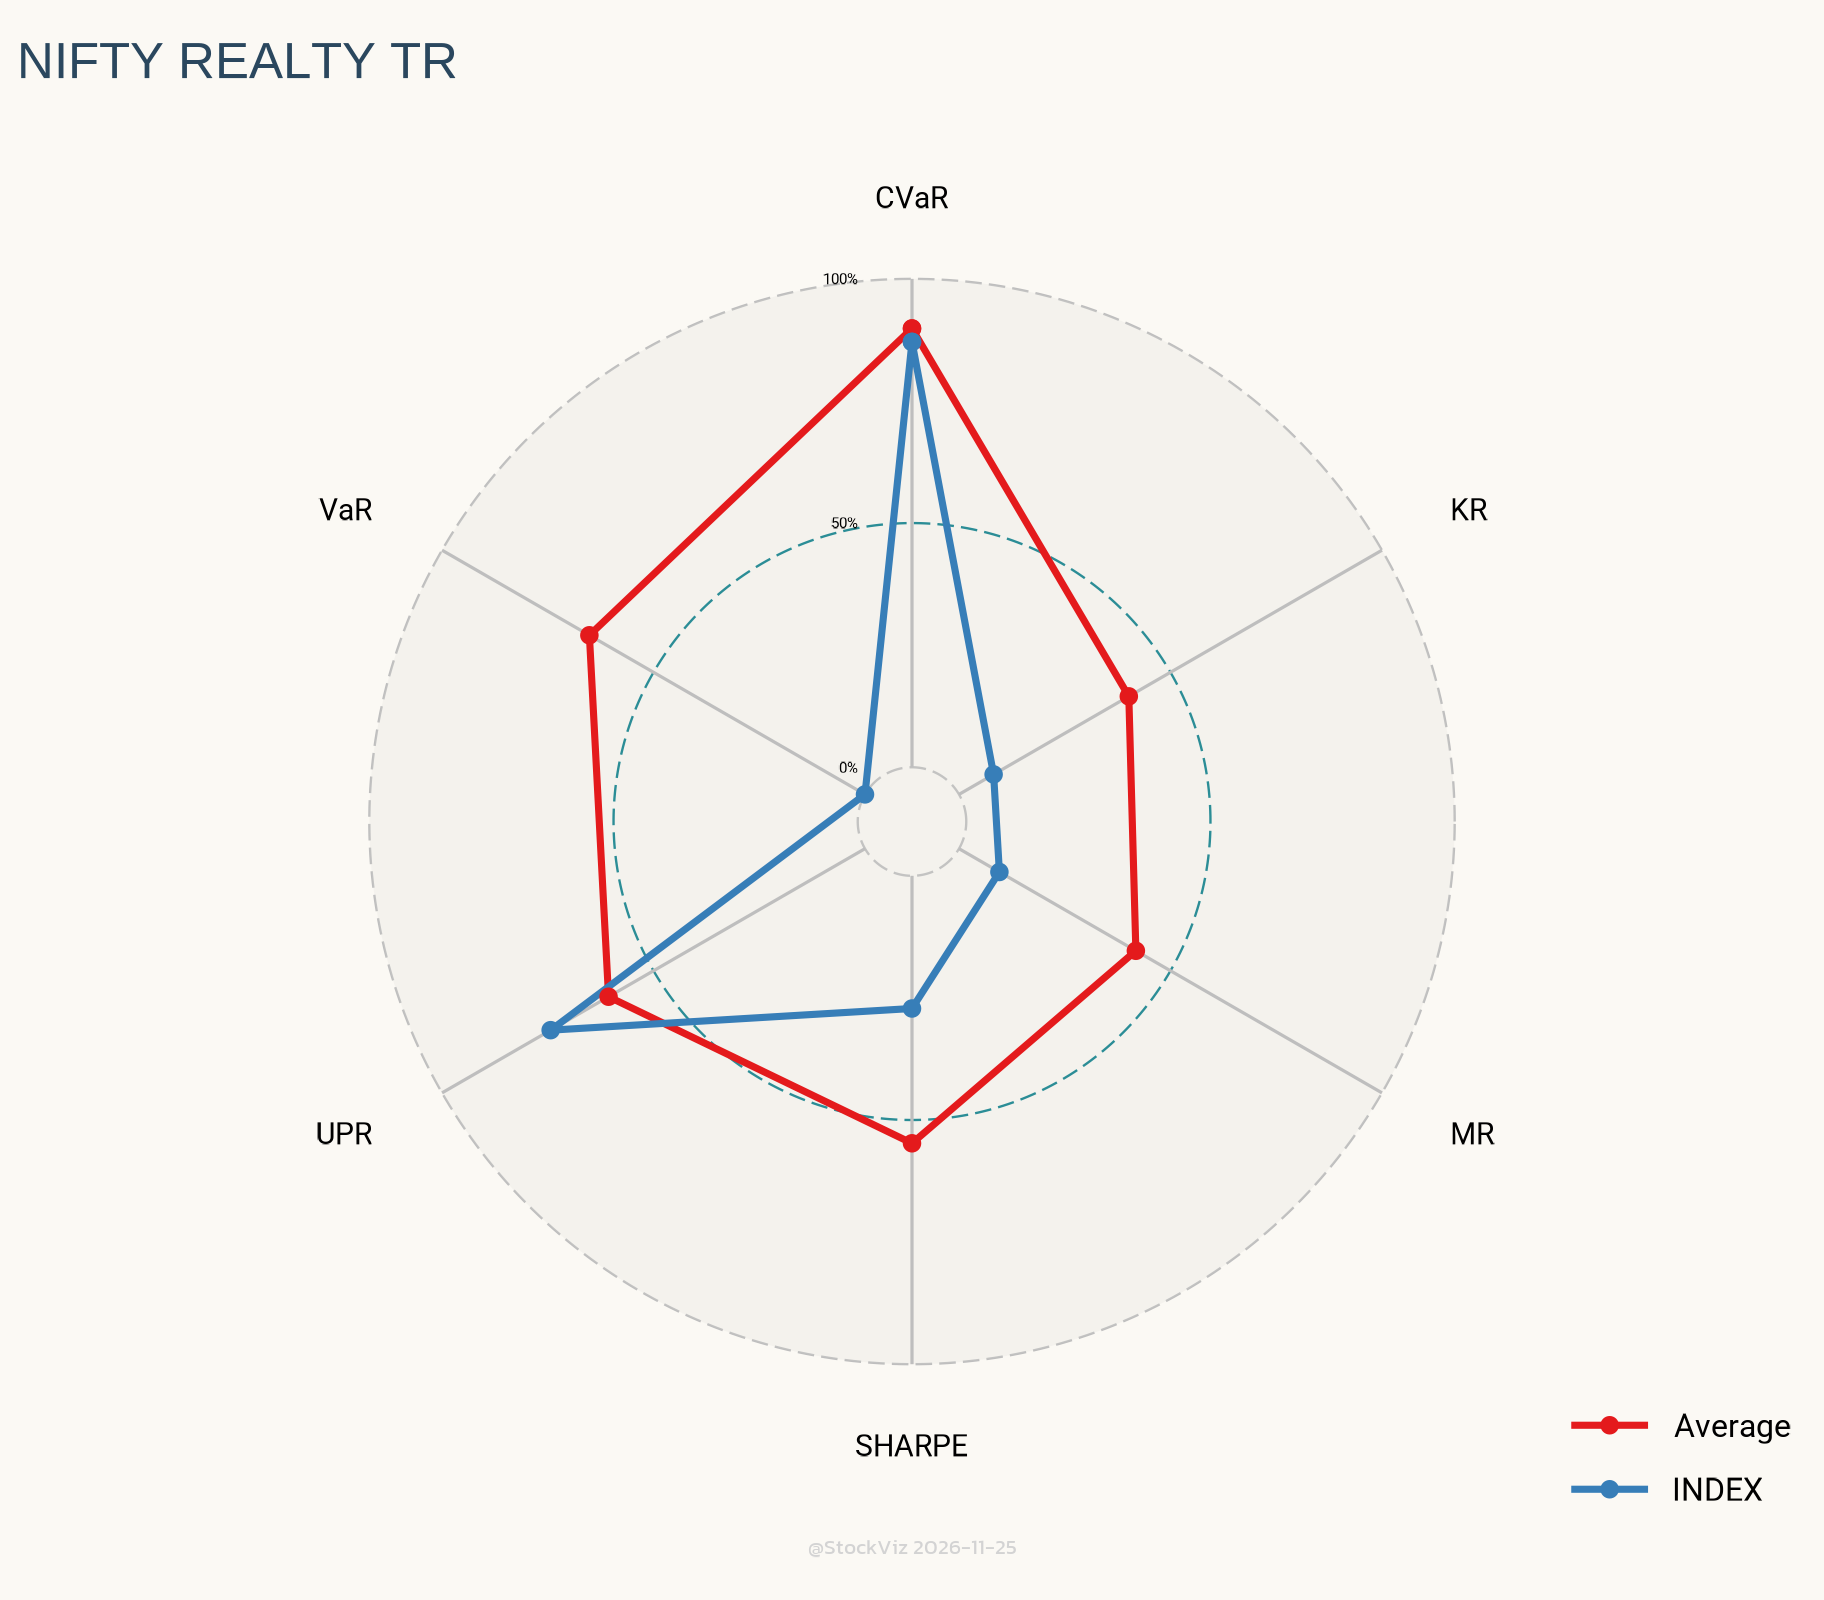 NIFTY REALTY TR
CVaR
100%
VaR
KR
50%
0%
UPR
MR
SHARPE
Average
INDEX
@StockViz 2026-11-25